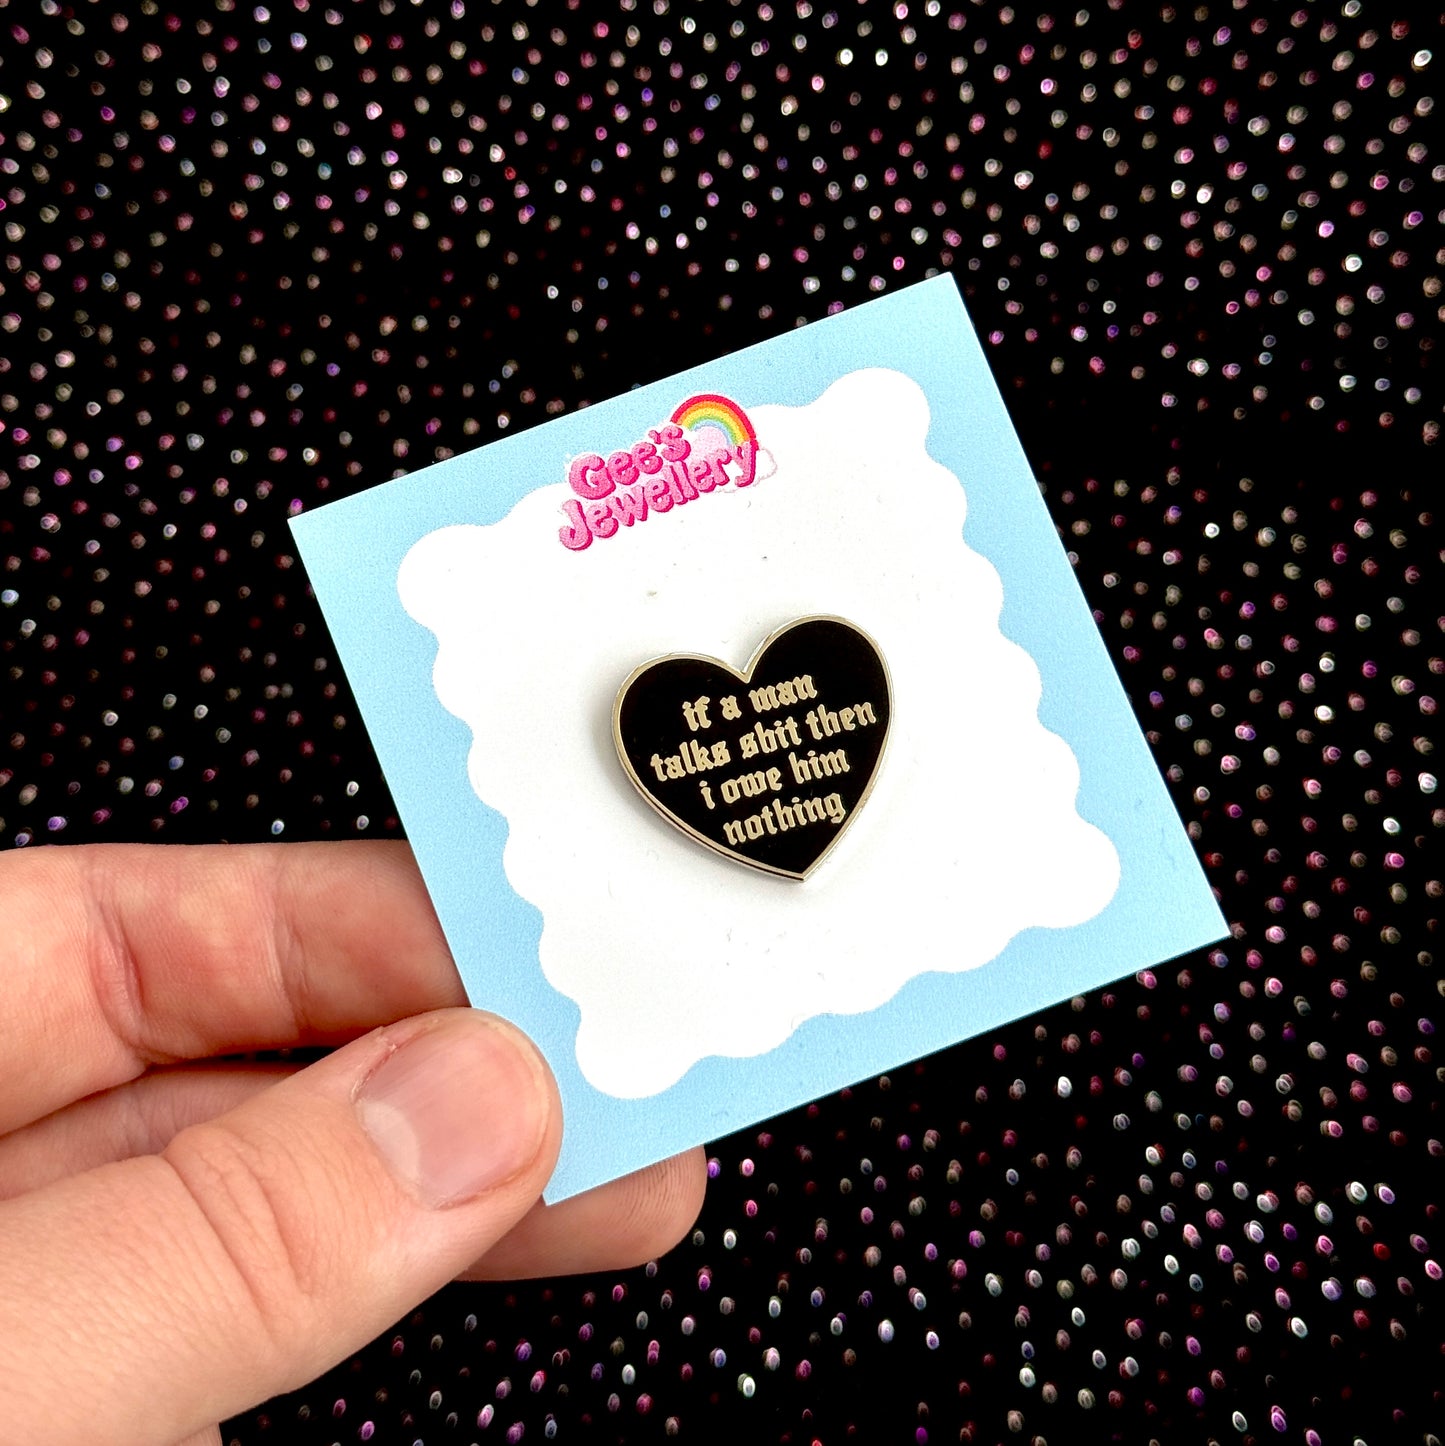 Gee's
Jewellery
if a man
talks shit then
i owe him
nothing